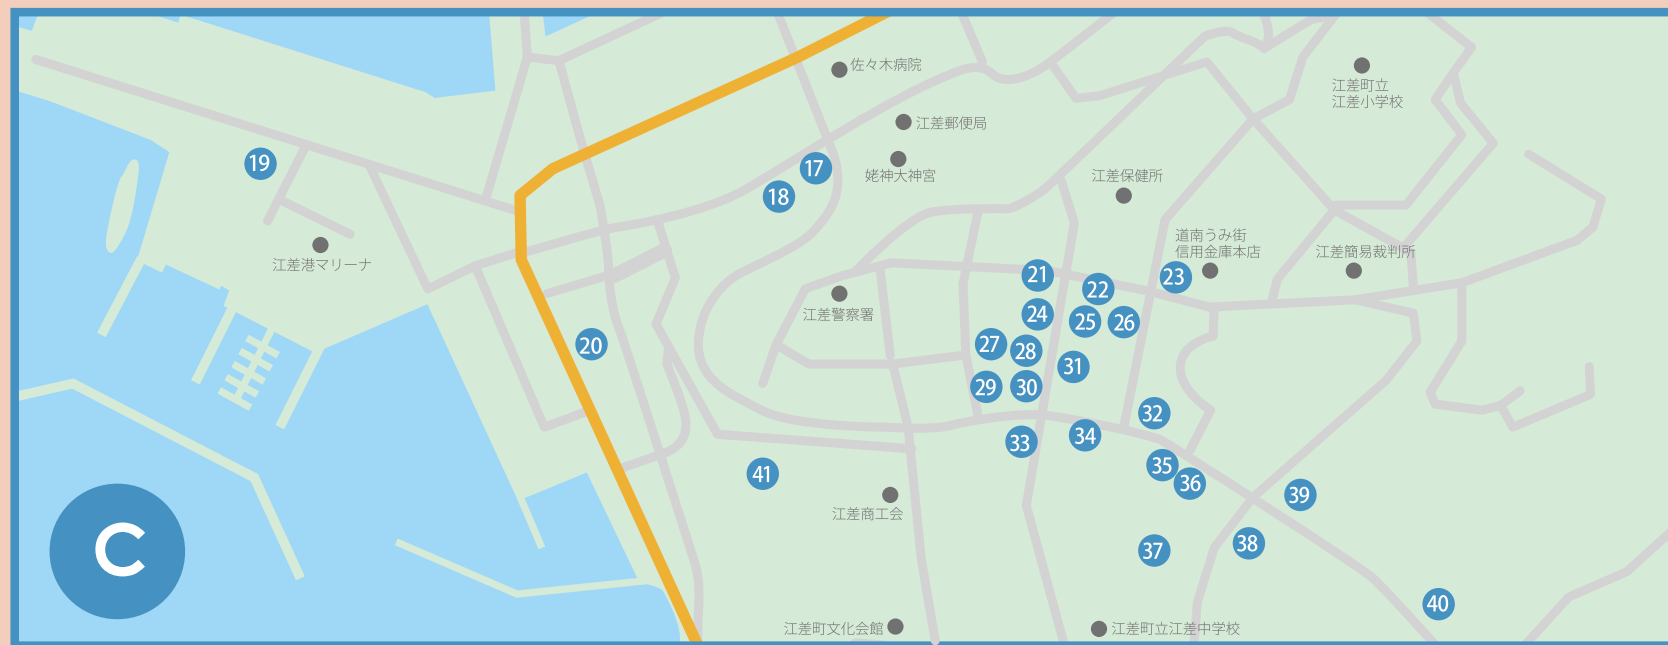 佐々木病院
江差町立
江差小学校
江差郵便局
19
17
姥神大神宮
江差保健所
18
道南うみ街
信用金庫本店
江差簡易裁判所
江差港マリーナ
21
23
22
江差警察署
24
25
26
20
27
28
31
29
30
32
33
34
41
35
36
39
江差商工会
C
37
38
40
江差町文化会館
江差町立江差中学校